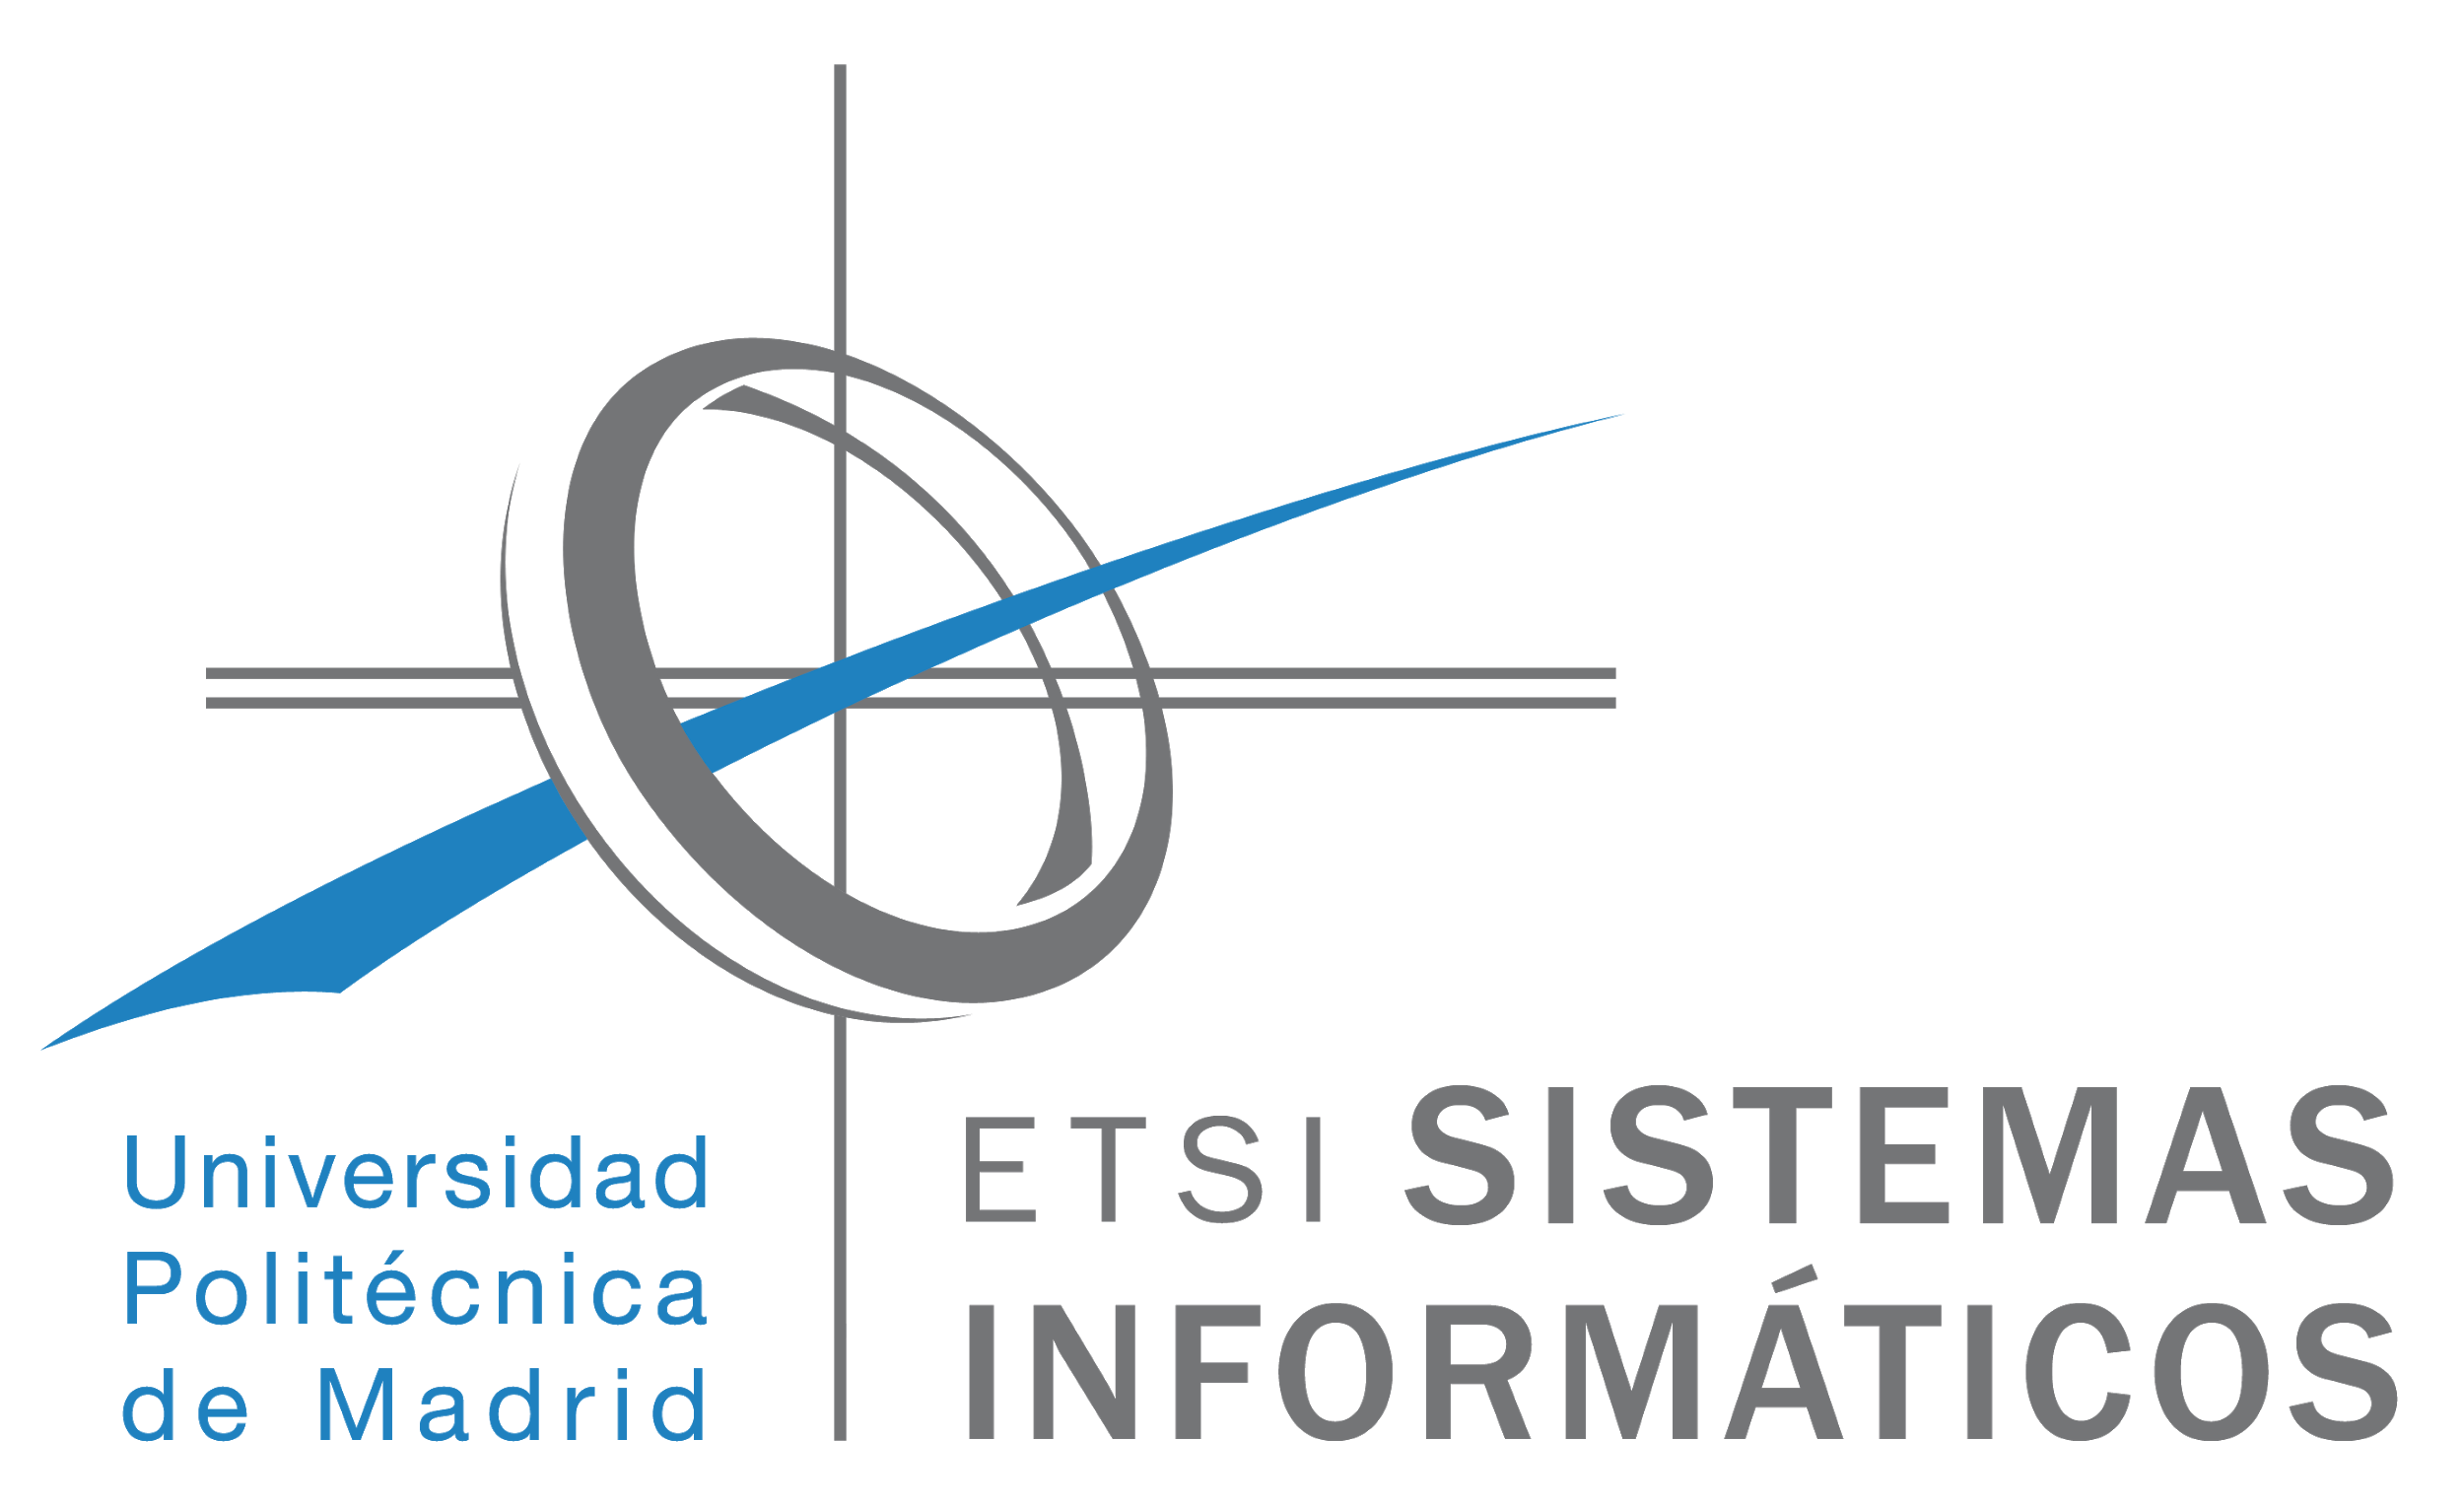 Universidad
Politécnica
de Madrid
ETSI SISTEMAS
INFORMÁTICOS